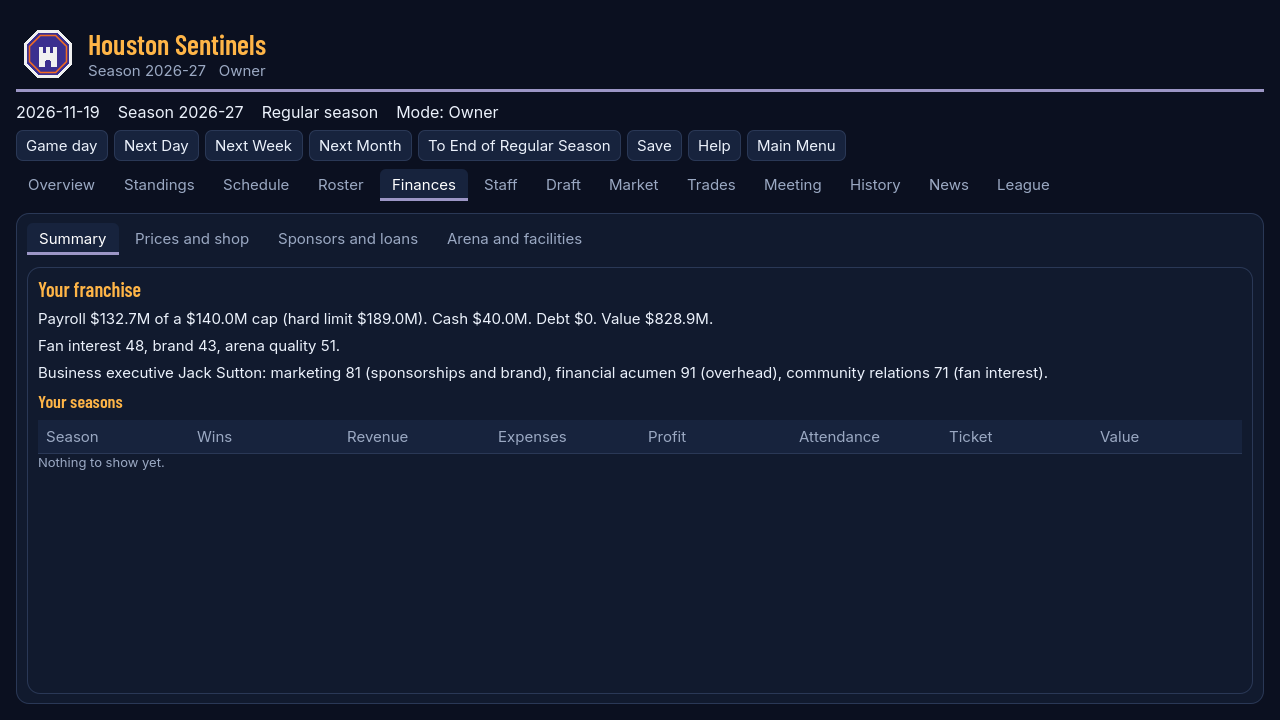 Houston Sentinels
Season 2026-27 Owner
2026-11-19 Season 2026-27 Regular season Mode: Owner
Game day Next Day Next Week Next Month To End of Regular Season Save Help Main Menu
Overview Standings Schedule Roster Finances Staff Draft Market Trades Meeting History News League
Summary Prices and shop Sponsors and loans Arena and facilities
Your franchise
Payroll $132.7M of a $140.0M cap (hard limit $189.0M). Cash $40.0M. Debt $0. Value $828.9M.
Fan interest 48, brand 43, arena quality 51.
Business executive Jack Sutton: marketing 81 (sponsorships and brand), financial acumen 91 (overhead), community relations 71 (fan interest).
Your seasons
Season Wins Revenue Expenses Profit Attendance Ticket Value
Nothing to show yet.